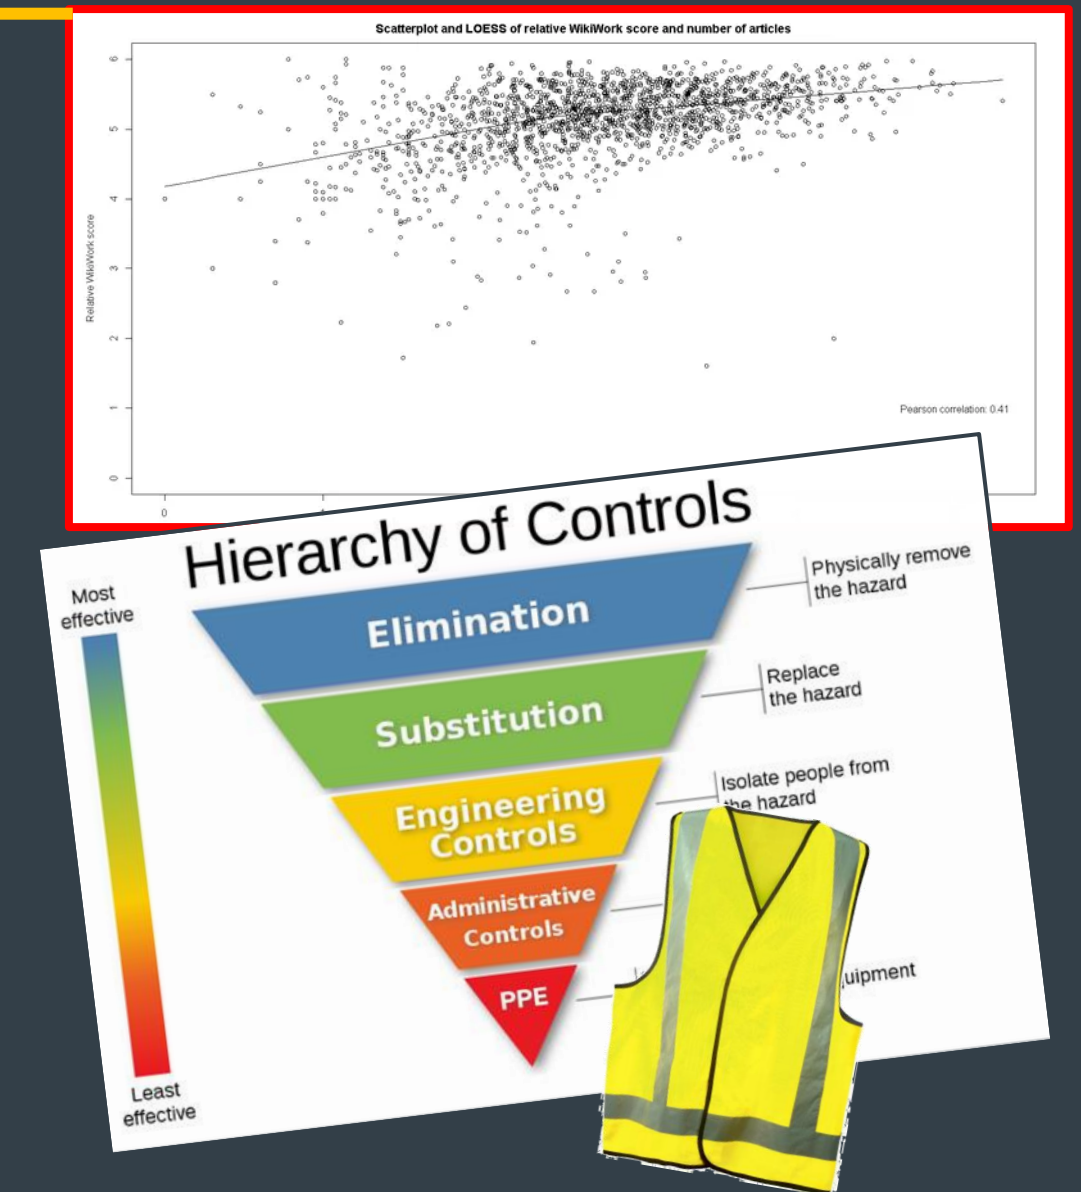 Scatterplot and LOESS of relative WikiWork score and number of articles
6
5
4
3
2
1
0
Relative WikiWork score
Pearson correlation: 0.41
0
Hierarchy of Controls
Most
effective
Least
effective
Elimination
Physically remove
the hazard
Substitution
Replace
the hazard
Engineering
Controls
Isolate people from
the hazard
Administrative
Controls
PPE